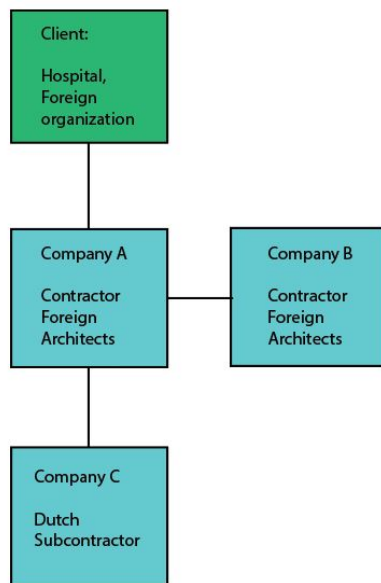 Client:
Hospital,
Foreign
organization
Company A
Contractor
Foreign
Architects
Company B
Contractor
Foreign
Architects
Company C
Dutch
Subcontractor